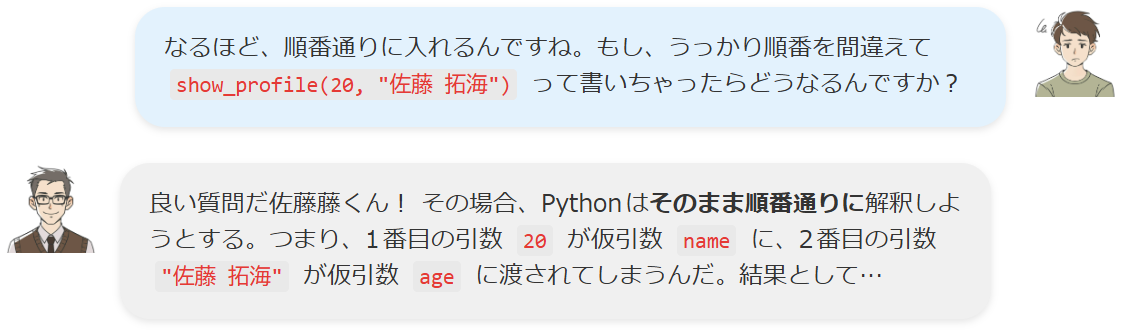 なるほど、順番通りに入れるんですね。もし、うっかり順番を間違えて
show_profile(20, "佐藤 拓海") って書いちゃったらどうなるんですか？
良い質問だ佐藤藤くん！ その場合、Pythonはそのまま順番通りに解釈しよ
うとする。つまり、１番目の引数 20 が仮引数 name に、２番目の引数
"佐藤 拓海" が仮引数 age に渡されてしまうんだ。結果として…